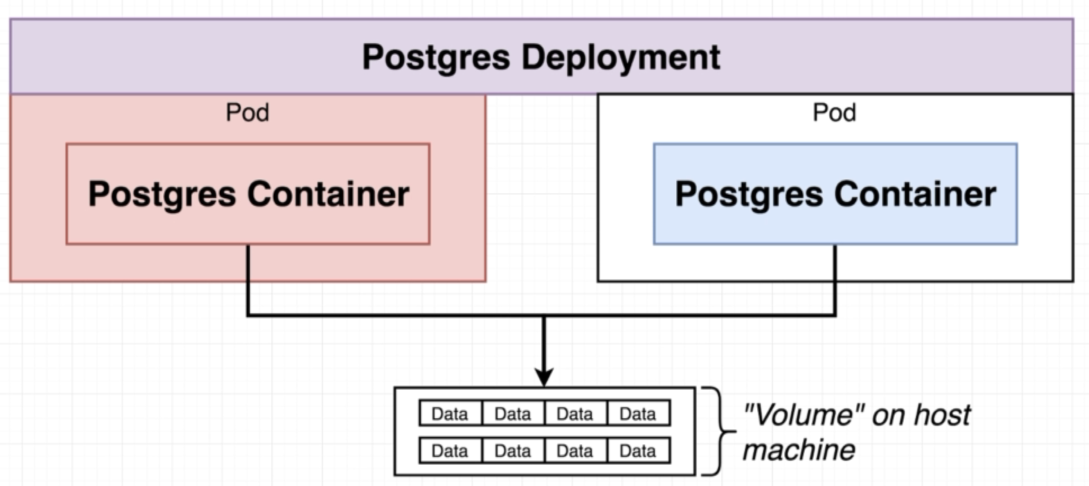 Postgres Deployment
Pod
Pod
Postgres Container
Postgres Container
Data Data Data Data
Data Data Data Data
"Volume" on host
machine